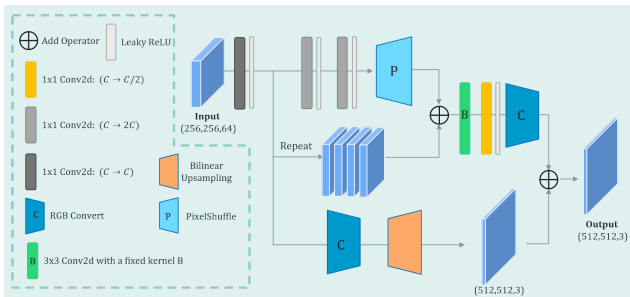 Add Operator
Leaky ReLU
1x1 Conv2d: (C → C/2)
1x1 Conv2d: (C → 2C)
1x1 Conv2d: (C → C)
Bilinear
Upsampling
C
RGB Convert
P
PixelShuffle
B
3x3 Conv2d with a fixed kernel B
Input
(256,256,64)
P
Repeat
B
C
C
(512,512,3)
Output
(512,512,3)